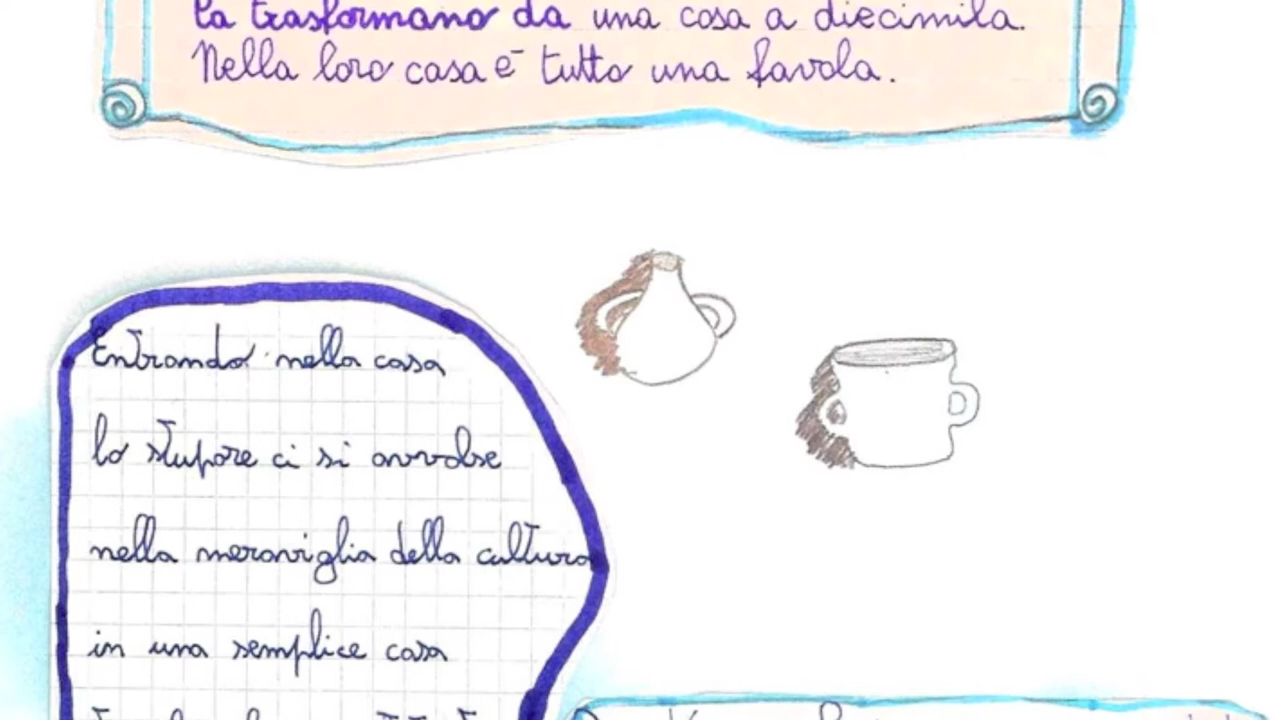 la trasformano da una cosa a diecimila.
Nella loro casa è tutto una favola.
Entrando nella casa
lo stupore ci si avvolse
nella meraviglia della cultura
in una semplice casa